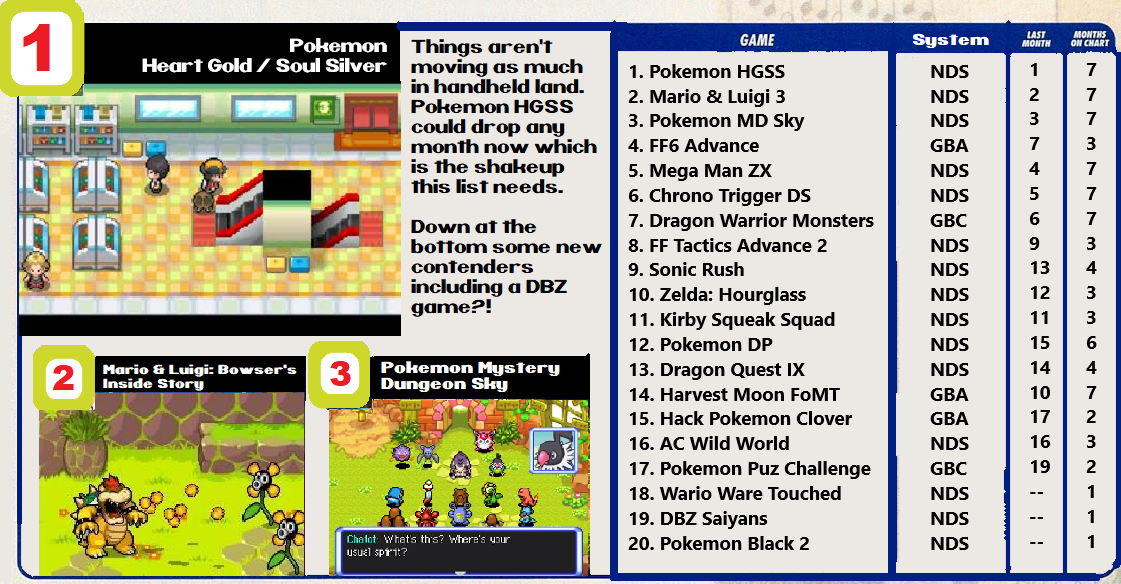 1
Pokemon
Heart Gold / Soul Silver
3
Things aren't
moving as much
in handheld land.
Pokemon HGSS
could drop any
month now which
is the shakeup
this list needs.
Down at the
bottom some new
contenders
including a DBZ
game?!
2
Mario & Luigi: Bowser's
Inside Story
3
Pokemon Mystery
Dungeon Sky
Chatot: What's this? Where's your
usual spirit?
GAME System LAST MONTH MONTHS ON CHART
1. Pokemon HGSS NDS 1 7
2. Mario & Luigi 3 NDS 2 7
3. Pokemon MD Sky NDS 3 7
4. FF6 Advance GBA 7 3
5. Mega Man ZX NDS 4 7
6. Chrono Trigger DS NDS 5 7
7. Dragon Warrior Monsters GBC 6 7
8. FF Tactics Advance 2 NDS 9 3
9. Sonic Rush NDS 13 4
10. Zelda: Hourglass NDS 12 3
11. Kirby Squeak Squad NDS 11 3
12. Pokemon DP NDS 15 6
13. Dragon Quest IX NDS 14 4
14. Harvest Moon FoMT GBA 10 7
15. Hack Pokemon Clover GBA 17 2
16. AC Wild World NDS 16 3
17. Pokemon Puz Challenge GBC 19 2
18. Wario Ware Touched NDS -- 1
19. DBZ Saiyans NDS -- 1
20. Pokemon Black 2 NDS -- 1